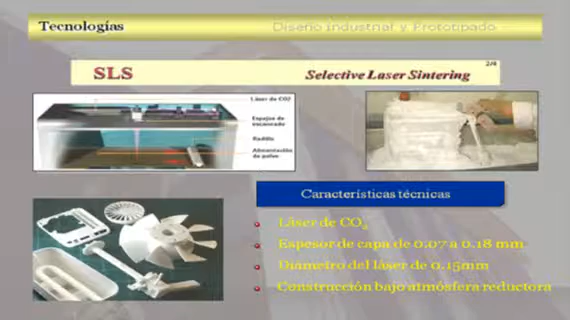 Tecnologías
Diseño Industrial y Prototipado
2/4
SLS
Selective Laser Sintering
Láser de CO2
Espejos de
escaneado
Rodillo
Alimentación
de polvo
Características técnicas
Láser de CO2
Espesor de capa de 0.07 a 0.18 mm
Diámetro del láser de 0.15mm
Construcción bajo atmósfera reductora